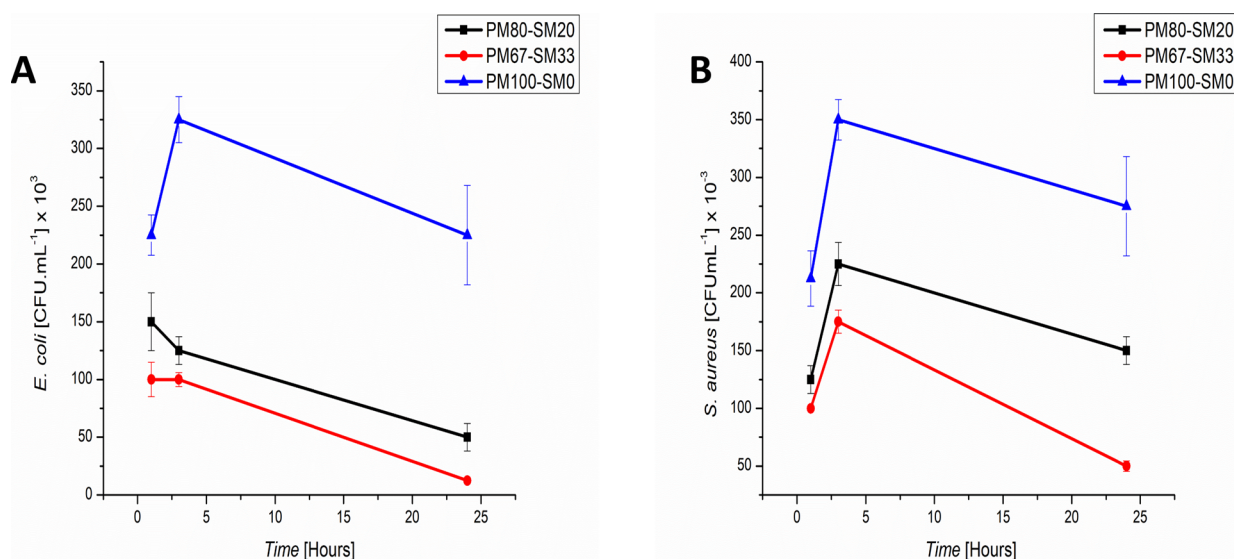 A
PM80-SM20
PM67-SM33
PM100-SM0
E. coli [CFU.mL⁻¹] x 10³
350
300
250
200
150
100
50
0
0 5 10 15 20 25
Time [Hours]
B
PM80-SM20
PM67-SM33
PM100-SM0
S. aureus [CFUmL⁻¹] x 10⁻³
400
350
300
250
200
150
100
50
0 5 10 15 20 25
Time [Hours]